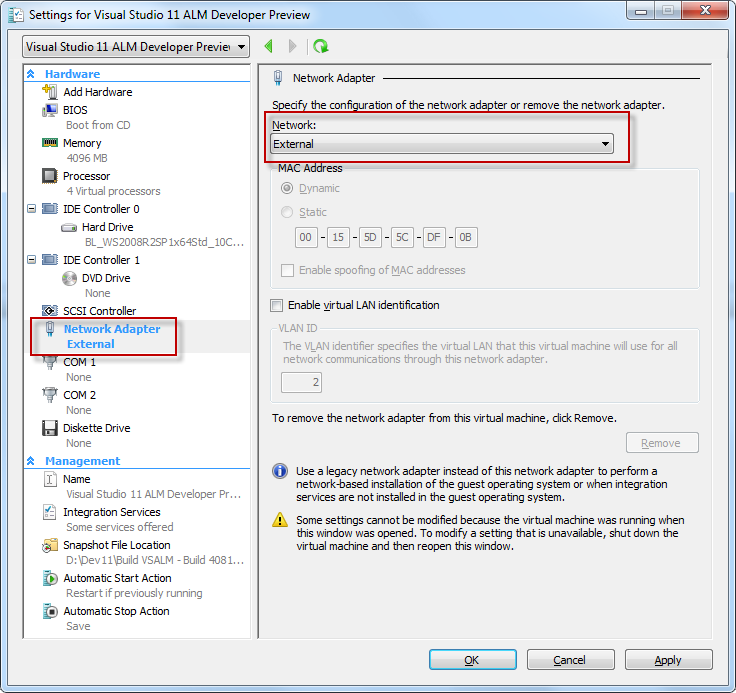 Settings for Visual Studio 11 ALM Developer Preview
Visual Studio 11 ALM Developer Previe
Hardware
Add Hardware
BIOS
Boot from CD
Memory
4096 MB
Processor
4 Virtual processors
IDE Controller 0
Hard Drive
BL_WS2008R2SP1x64Std_10C...
IDE Controller 1
DVD Drive
None
SCSI Controller
Network Adapter
External
COM 1
None
COM 2
None
Diskette Drive
None
Management
Name
Visual Studio 11 ALM Developer Pr...
Integration Services
Some services offered
Snapshot File Location
D:\Dev11\Build VSALM - Build 4081...
Automatic Start Action
Restart if previously running
Automatic Stop Action
Save
Network Adapter
Specify the configuration of the network adapter or remove the network adapter.
Network:
External
MAC Address
Dynamic
Static
00 - 15 - 5D - 5C - DF - 0B
Enable spoofing of MAC addresses
Enable virtual LAN identification
VLAN ID
The VLAN identifier specifies the virtual LAN that this virtual machine will use for all
network communications through this network adapter.
2
To remove the network adapter from this virtual machine, click Remove.
Remove
Use a legacy network adapter instead of this network adapter to perform a
network-based installation of the guest operating system or when integration
services are not installed in the guest operating system.
Some settings cannot be modified because the virtual machine was running when
this window was opened. To modify a setting that is unavailable, shut down the
virtual machine and then reopen this window.
OK
Cancel
Apply